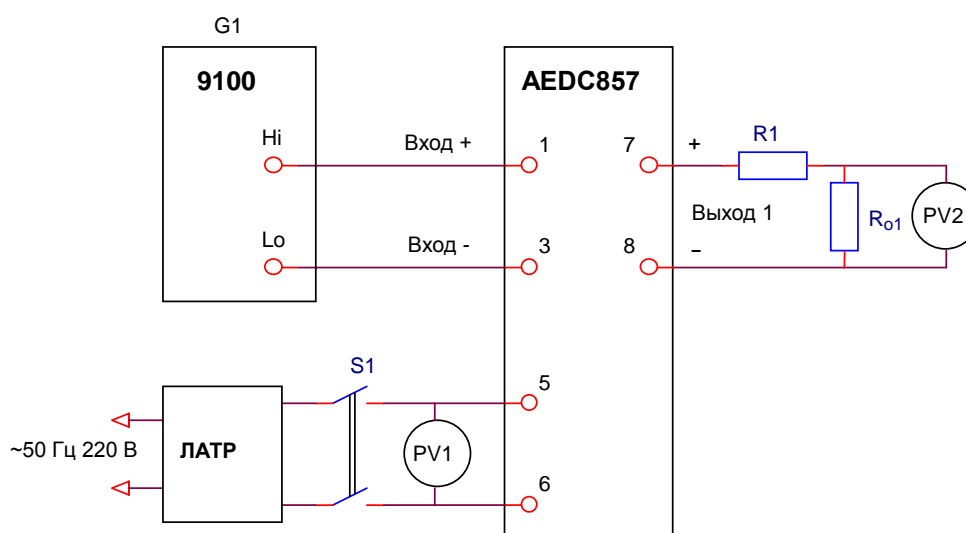 G1
9100
AEDC857
Hi
Вход +
1
7
+
R1
Выход 1
Ro1
PV2
Lo
Вход -
3
8
–
S1
5
~50 Гц 220 В
ЛАТР
PV1
6